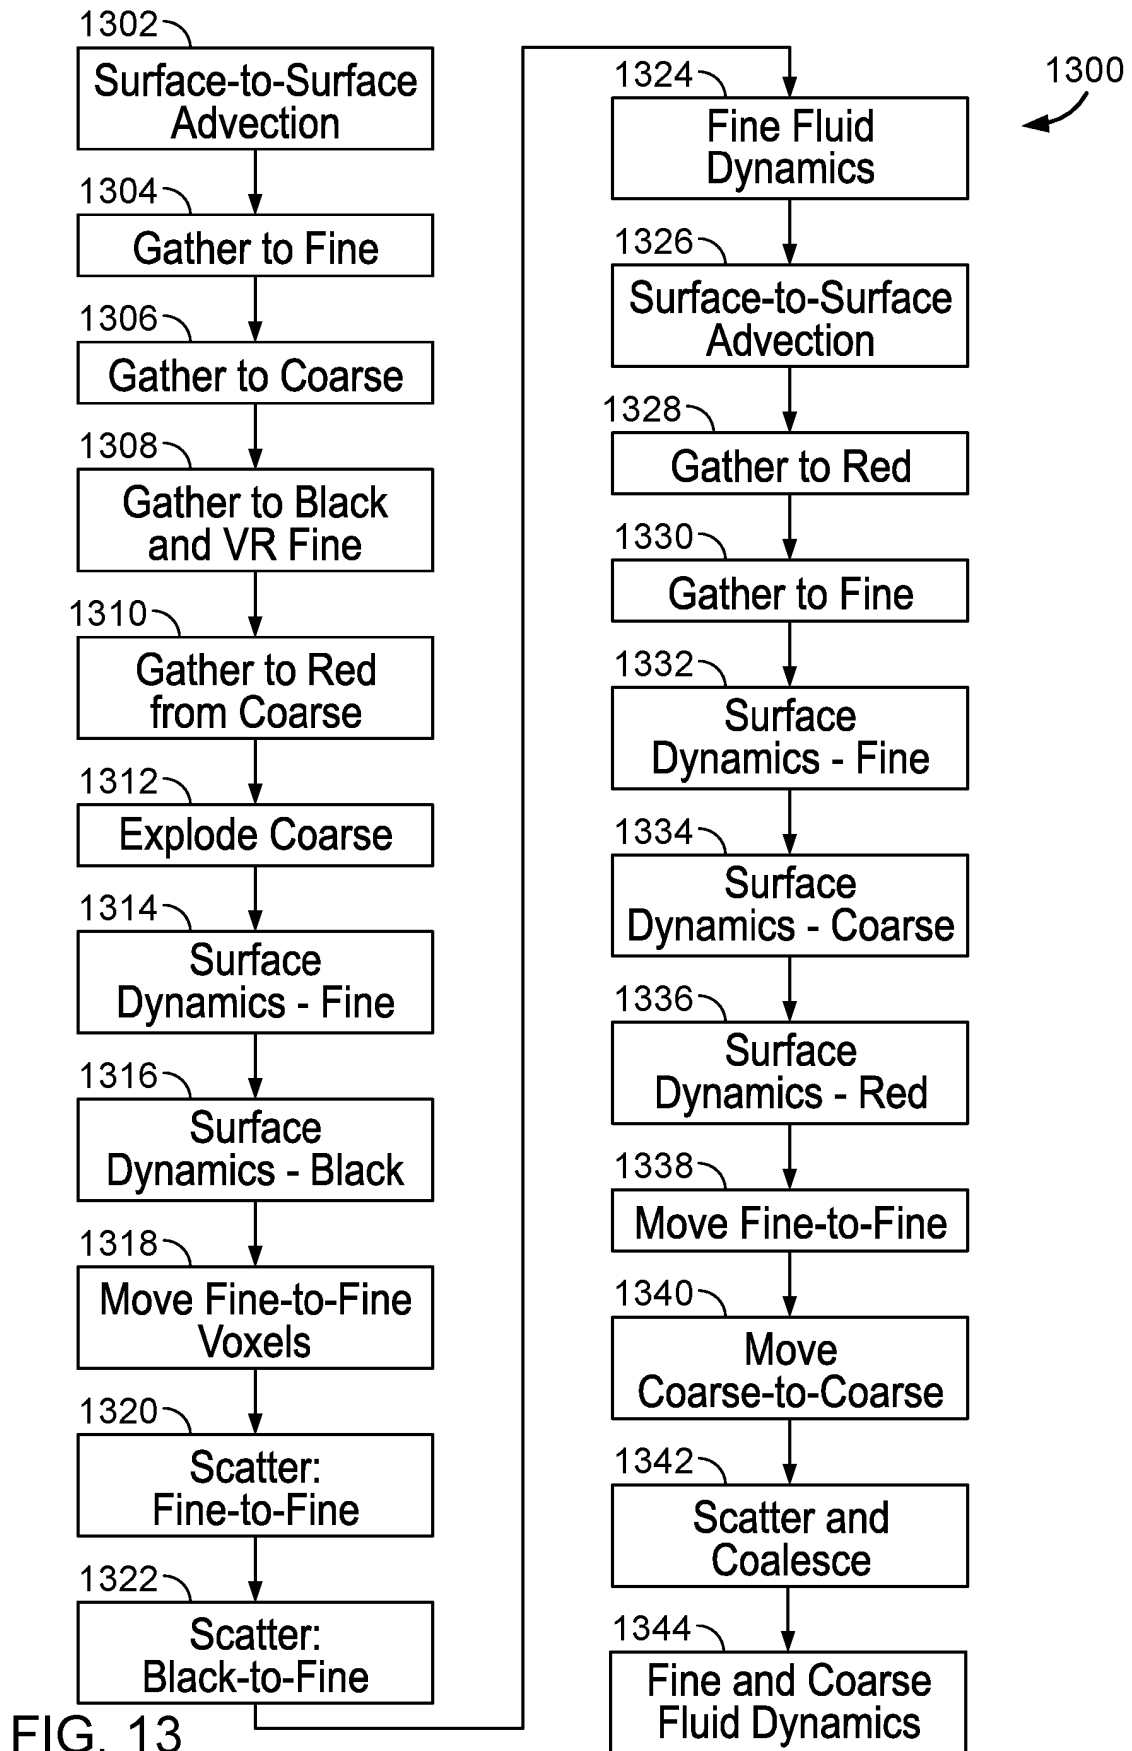 1302
Surface-to-Surface
Advection
1304
Gather to Fine
1306
Gather to Coarse
1308
Gather to Black
and VR Fine
1310
Gather to Red
from Coarse
1312
Explode Coarse
1314
Surface
Dynamics - Fine
1316
Surface
Dynamics - Black
1318
Move Fine-to-Fine
Voxels
1320
Scatter:
Fine-to-Fine
1322
Scatter:
Black-to-Fine
1324
Fine Fluid
Dynamics
1326
Surface-to-Surface
Advection
1328
Gather to Red
1330
Gather to Fine
1332
Surface
Dynamics - Fine
1334
Surface
Dynamics - Coarse
1336
Surface
Dynamics - Red
1338
Move Fine-to-Fine
1340
Move
Coarse-to-Coarse
1342
Scatter and
Coalesce
1344
Fine and Coarse
Fluid Dynamics
1300
FIG. 13